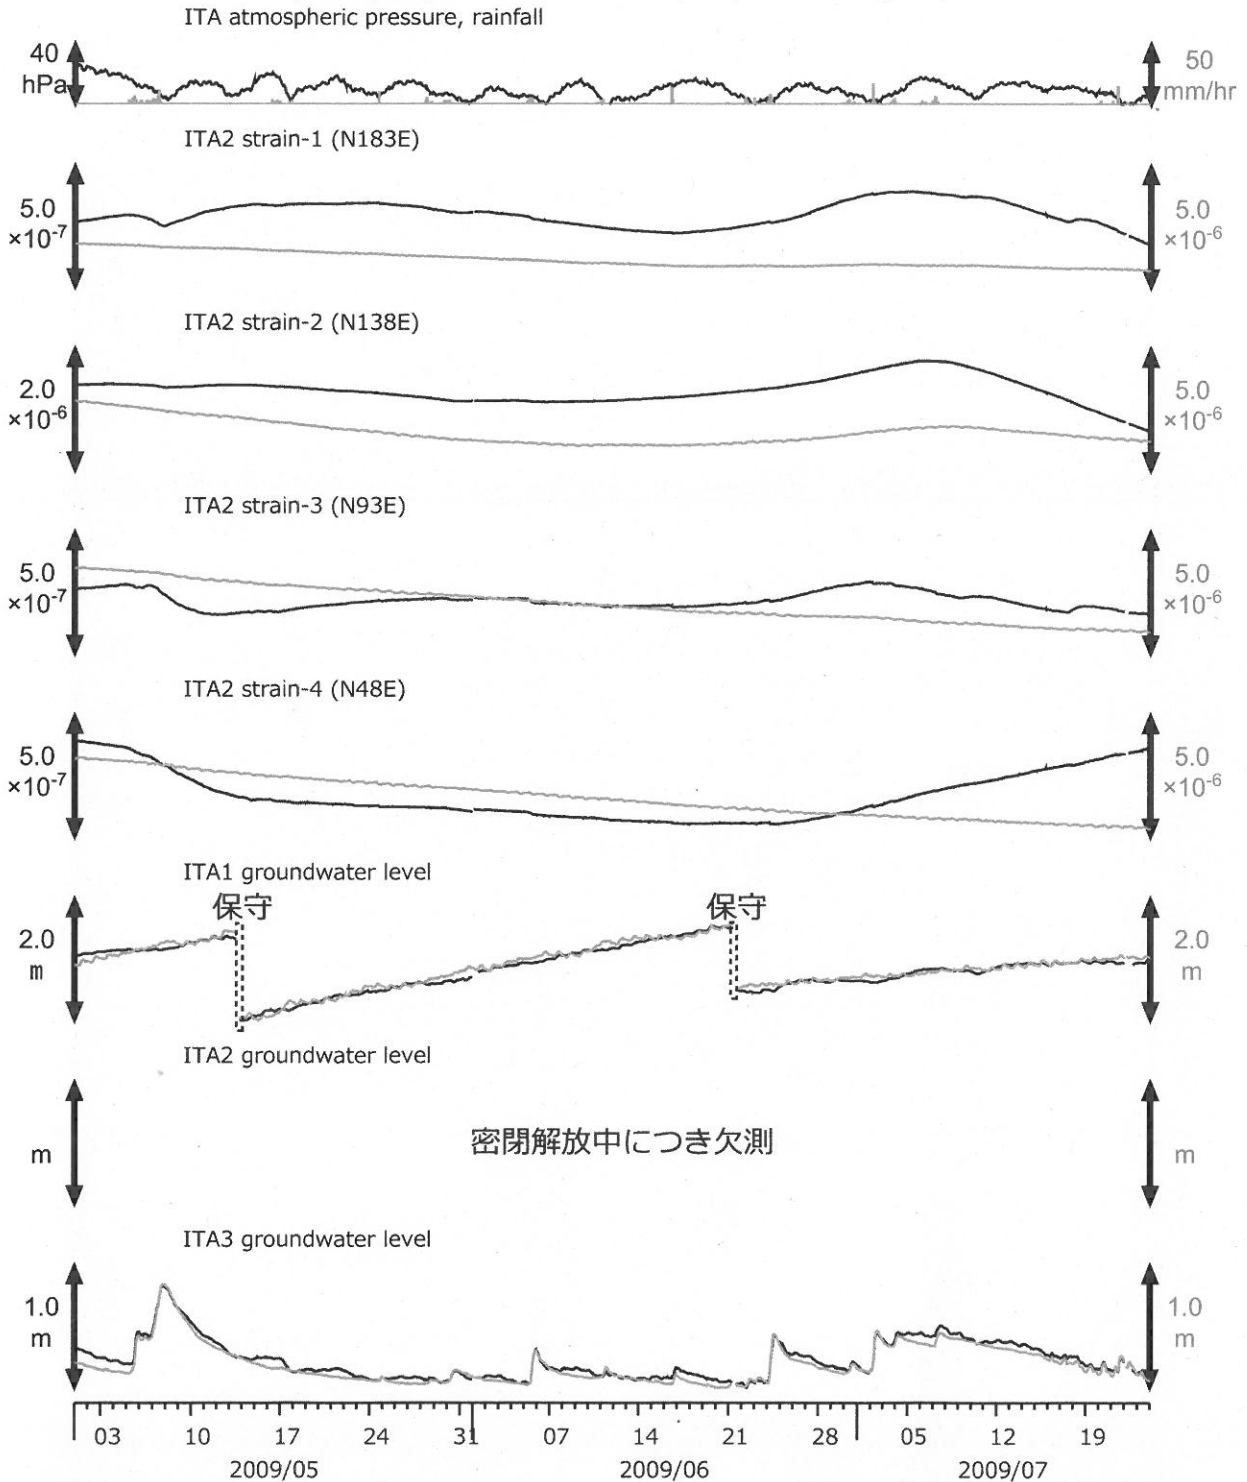 ITA atmospheric pressure, rainfall
40
hPa
50
mm/hr
ITA2 strain-1 (N183E)
5.0
×10-7
5.0
×10-6
ITA2 strain-2 (N138E)
2.0
×10-6
5.0
×10-6
ITA2 strain-3 (N93E)
5.0
×10-7
5.0
×10-6
ITA2 strain-4 (N48E)
5.0
×10-7
5.0
×10-6
ITA1 groundwater level
保守 保守
2.0
m
2.0
m
ITA2 groundwater level
密閉解放中につき欠測
m m
ITA3 groundwater level
1.0
m
1.0
m
03 10 17 24 31 07 14 21 28 05 12 19
2009/05 2009/06 2009/07